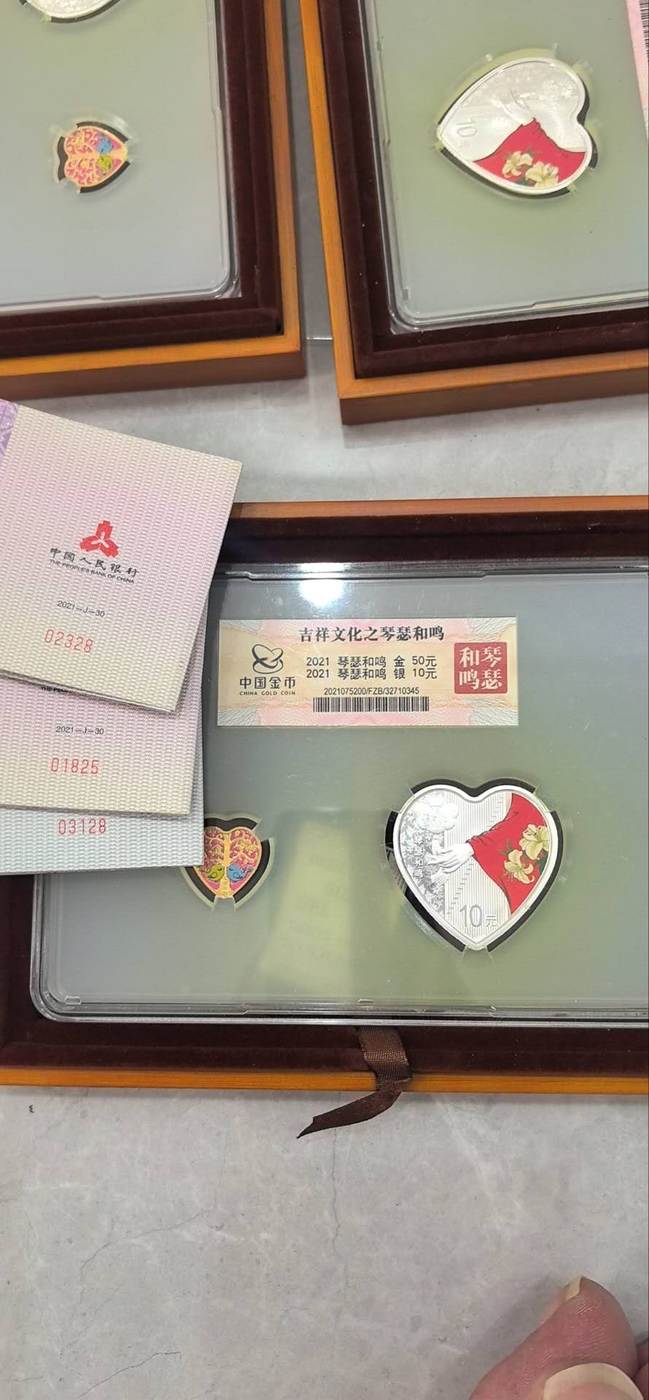 10元
中国人民银行
THE PEOPLE'S BANK OF CHINA
2021—J—30
02328
2021—J—30
01825
03128
吉祥文化之琴瑟和鸣
中国金币
CHINA GOLD COIN
2021 琴瑟和鸣 金 50元
2021 琴瑟和鸣 银 10元
2021075200/FZB/32710345
琴瑟
和鸣
10元